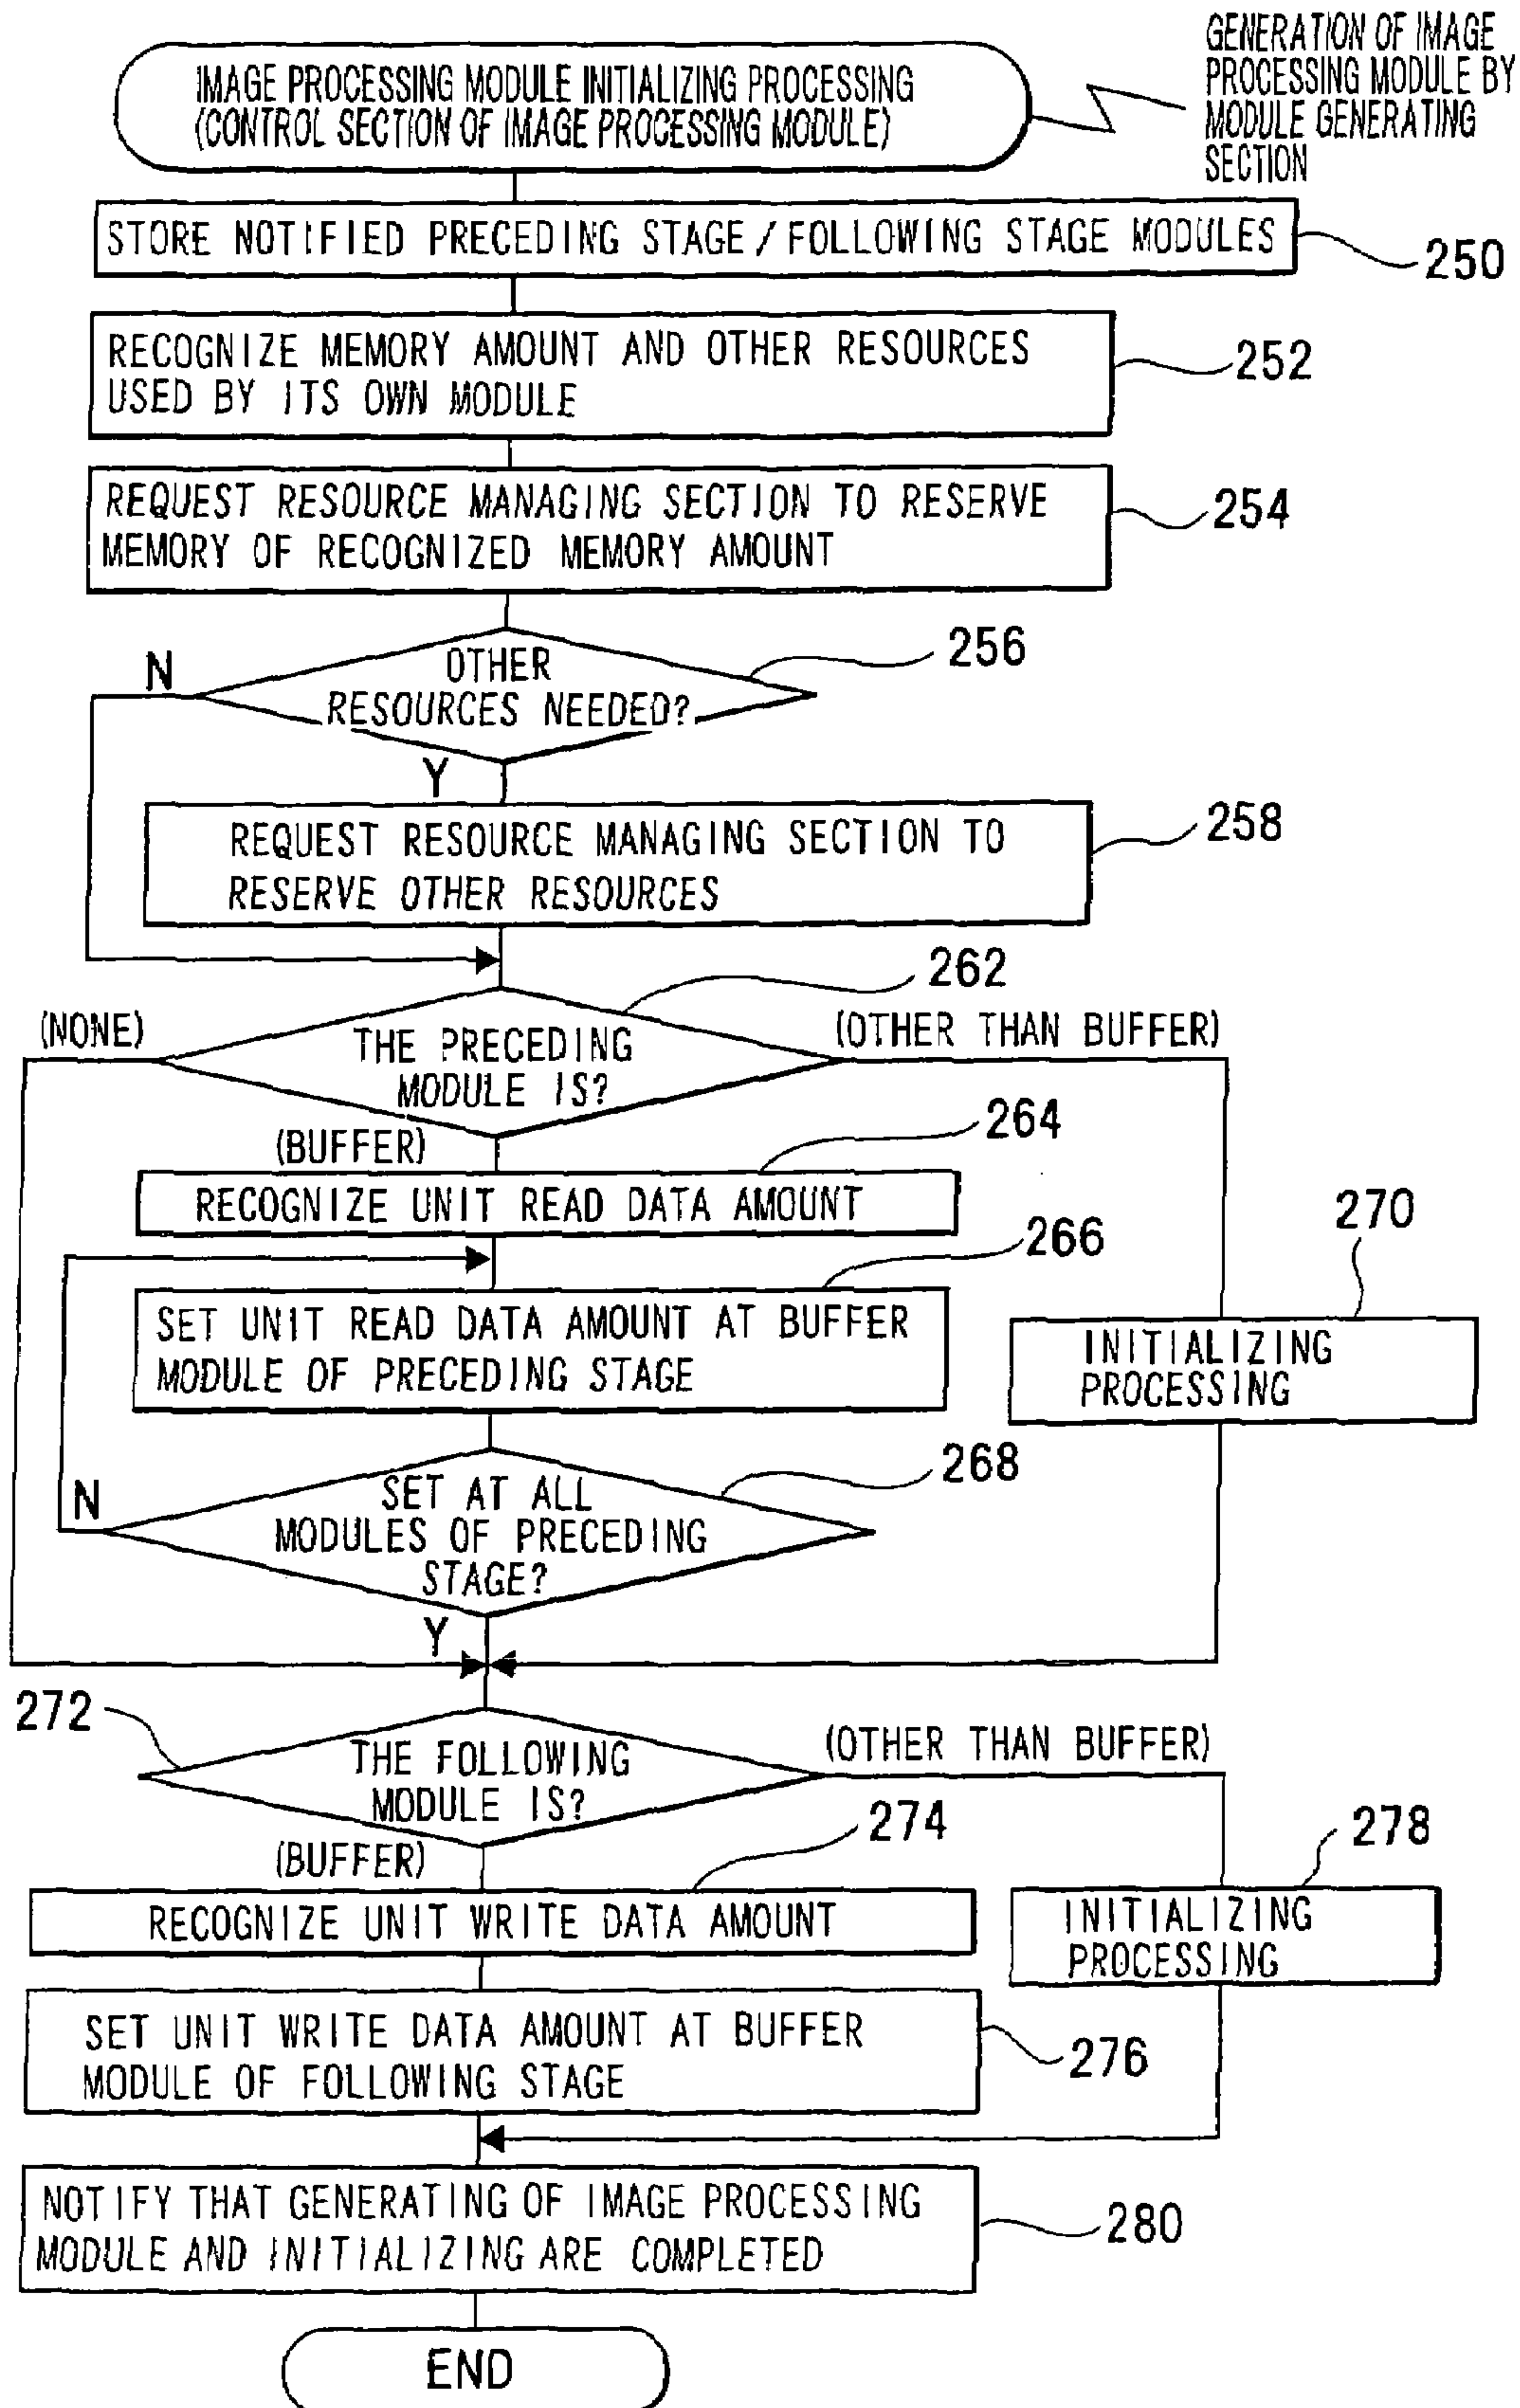 GENERATION OF IMAGE
PROCESSING MODULE BY
MODULE GENERATING
SECTION
IMAGE PROCESSING MODULE INITIALIZING PROCESSING
(CONTROL SECTION OF IMAGE PROCESSING MODULE)
STORE NOTIFIED PRECEDING STAGE/FOLLOWING STAGE MODULES
250
RECOGNIZE MEMORY AMOUNT AND OTHER RESOURCES
USED BY ITS OWN MODULE
252
REQUEST RESOURCE MANAGING SECTION TO RESERVE
MEMORY OF RECOGNIZED MEMORY AMOUNT
254
256
N
OTHER
RESOURCES NEEDED?
Y
REQUEST RESOURCE MANAGING SECTION TO
RESERVE OTHER RESOURCES
258
262
(NONE)
THE PRECEDING
MODULE IS?
(OTHER THAN BUFFER)
(BUFFER)
264
RECOGNIZE UNIT READ DATA AMOUNT
266
270
SET UNIT READ DATA AMOUNT AT BUFFER
MODULE OF PRECEDING STAGE
INITIALIZING
PROCESSING
268
N
SET AT ALL
MODULES OF PRECEDING
STAGE?
Y
272
THE FOLLOWING
MODULE IS?
(OTHER THAN BUFFER)
(BUFFER)
274
278
RECOGNIZE UNIT WRITE DATA AMOUNT
INITIALIZING
PROCESSING
SET UNIT WRITE DATA AMOUNT AT BUFFER
MODULE OF FOLLOWING STAGE
276
NOTIFY THAT GENERATING OF IMAGE PROCESSING
MODULE AND INITIALIZING ARE COMPLETED
280
END